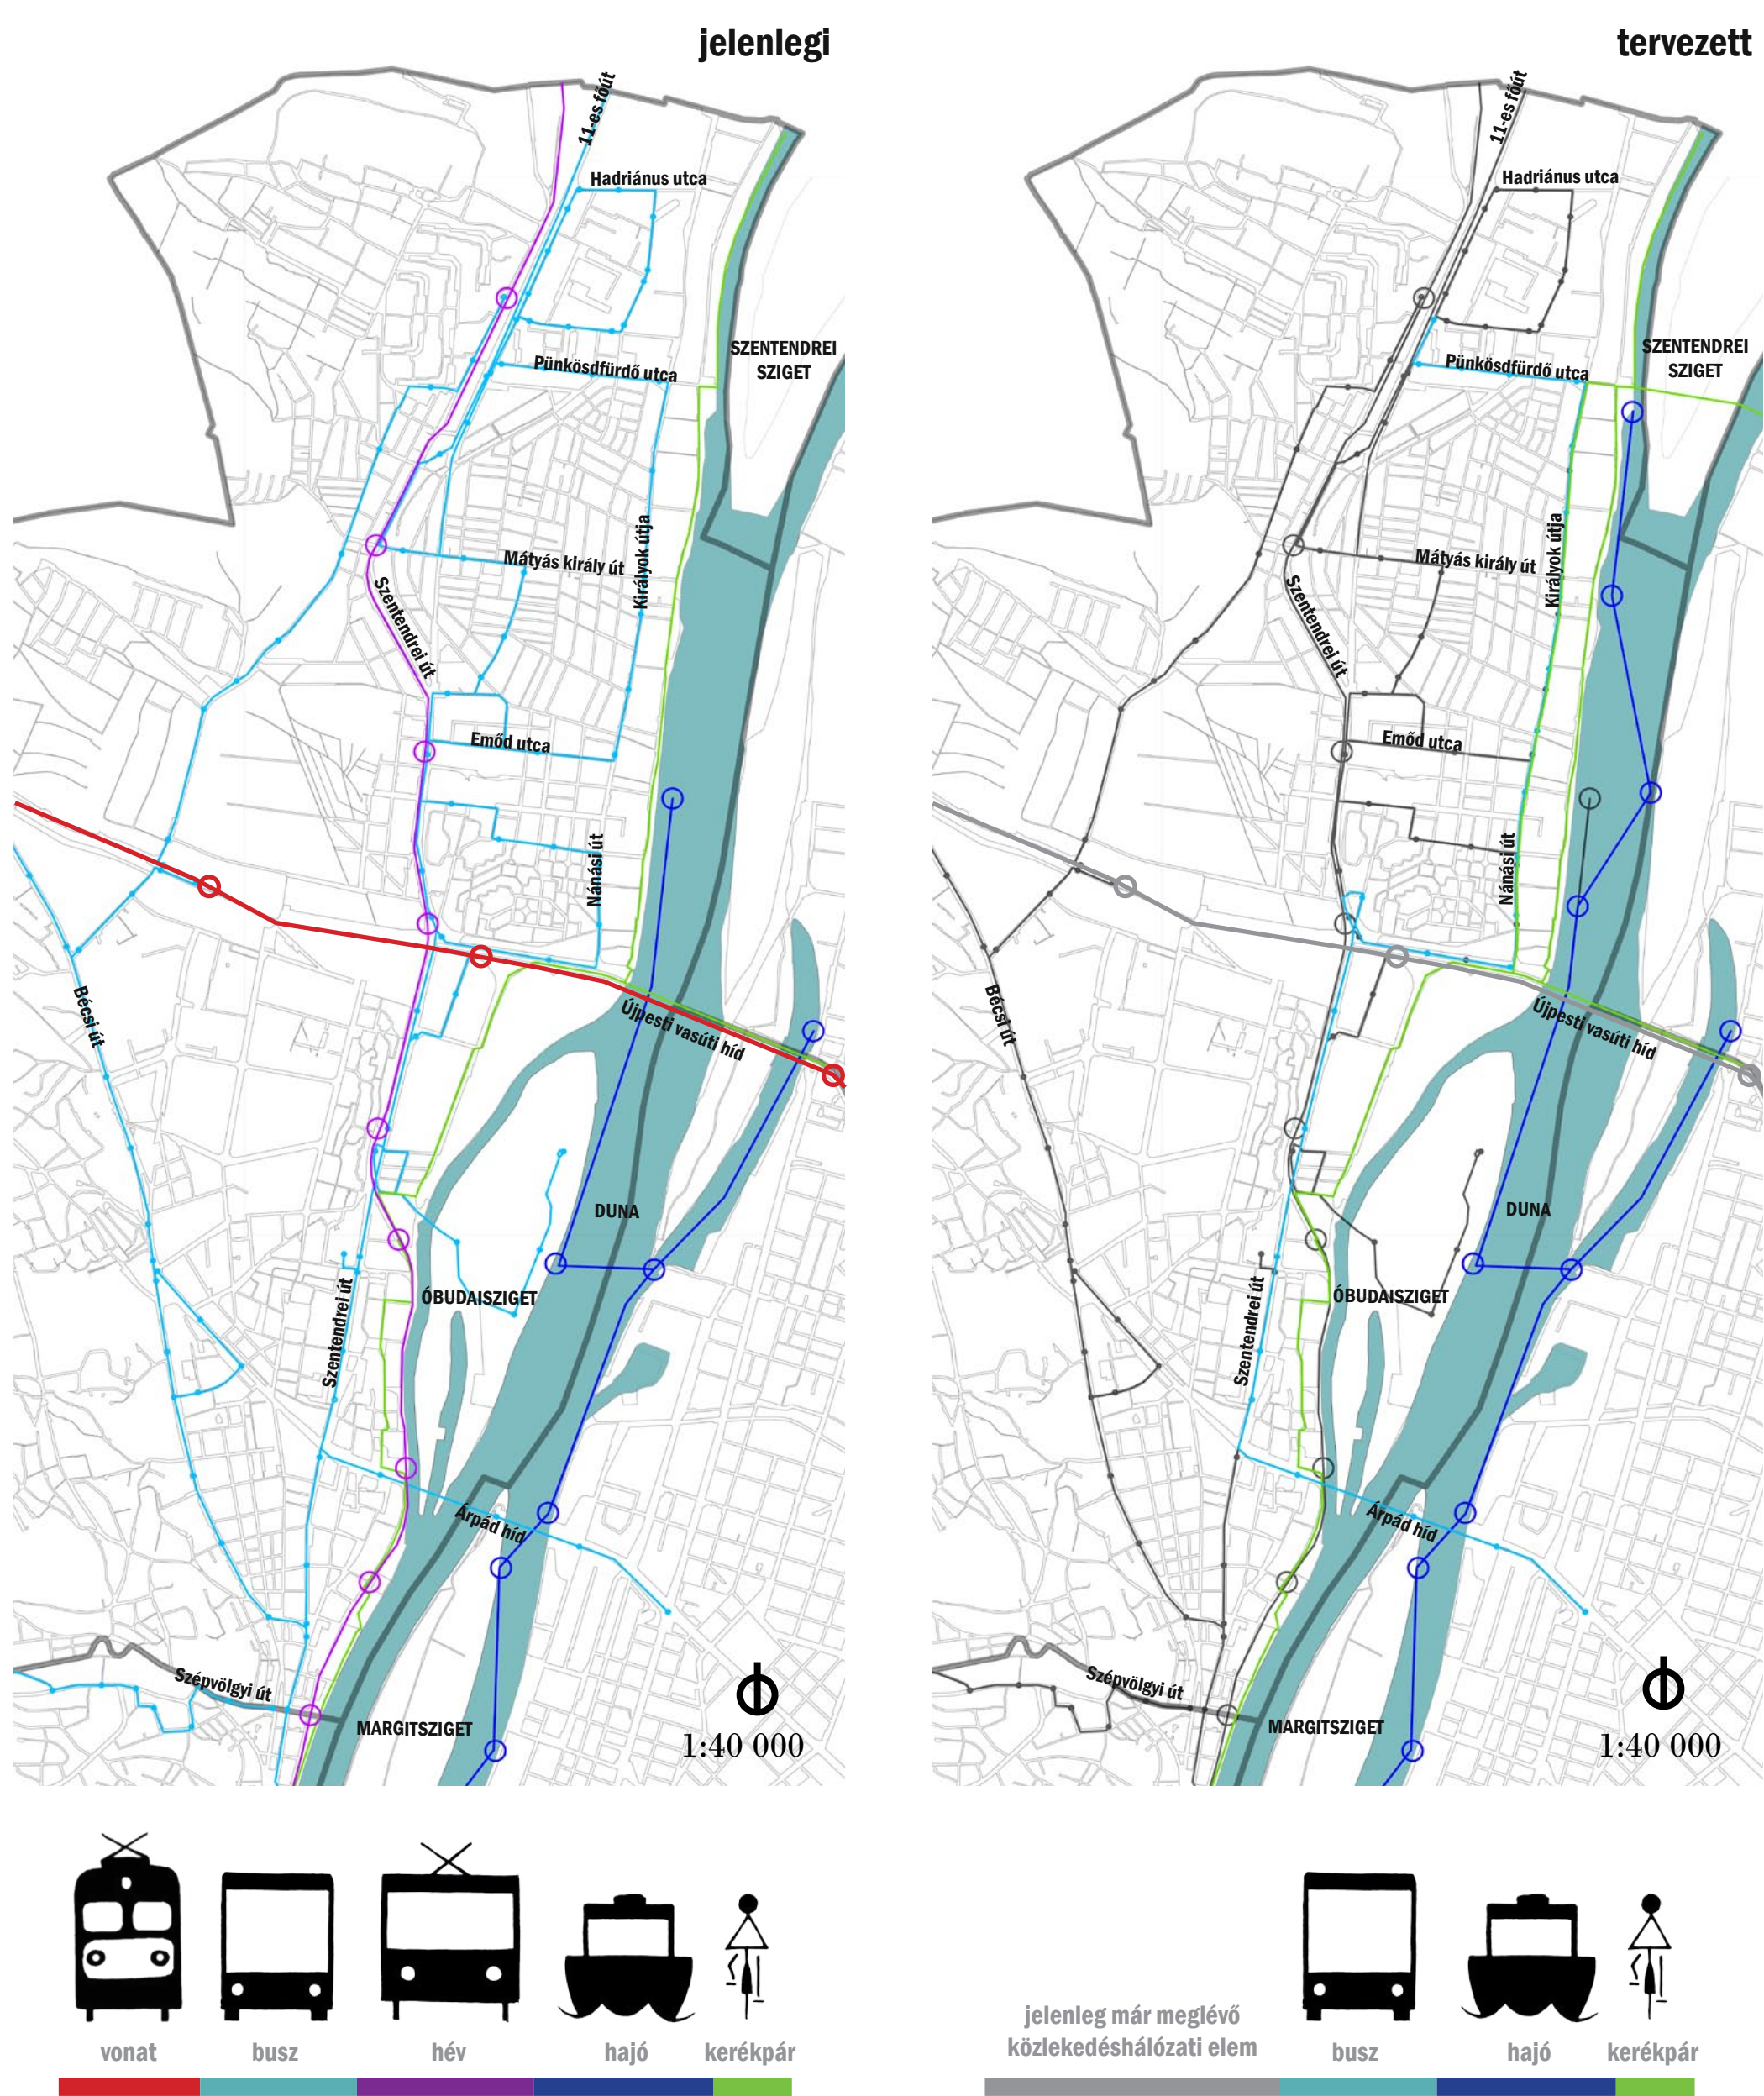 jelenlegi
11-es főút
Hadriánus utca
SZENTENDREI
SZIGET
Pünkösdfürdő utca
Mátyás király út
Királyok útja
Szentendrei út
Emőd utca
Nánási út
Bécsi út
Újpesti vasúti híd
DUNA
ÓBUDAISZIGET
Szentendrei út
Árpád híd
Szépvölgyi út
MARGITSZIGET
1:40 000
vonat
busz
hév
hajó
kerékpár
tervezett
11-es főút
Hadriánus utca
SZENTENDREI
SZIGET
Pünkösdfürdő utca
Mátyás király út
Királyok útja
Szentendrei út
Emőd utca
Nánási út
Bécsi út
Újpesti vasúti híd
DUNA
ÓBUDAISZIGET
Szentendrei út
Árpád híd
Szépvölgyi út
MARGITSZIGET
1:40 000
jelenleg már meglévő
közlekedéshálózati elem
busz
hajó
kerékpár